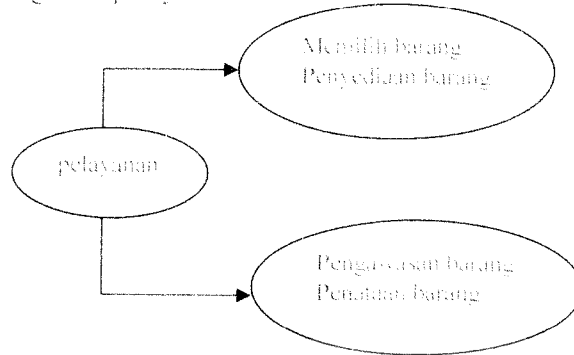 Memilih barang
Penyediaan barang
pelayanan
Pengawasan barang
Penataan barang